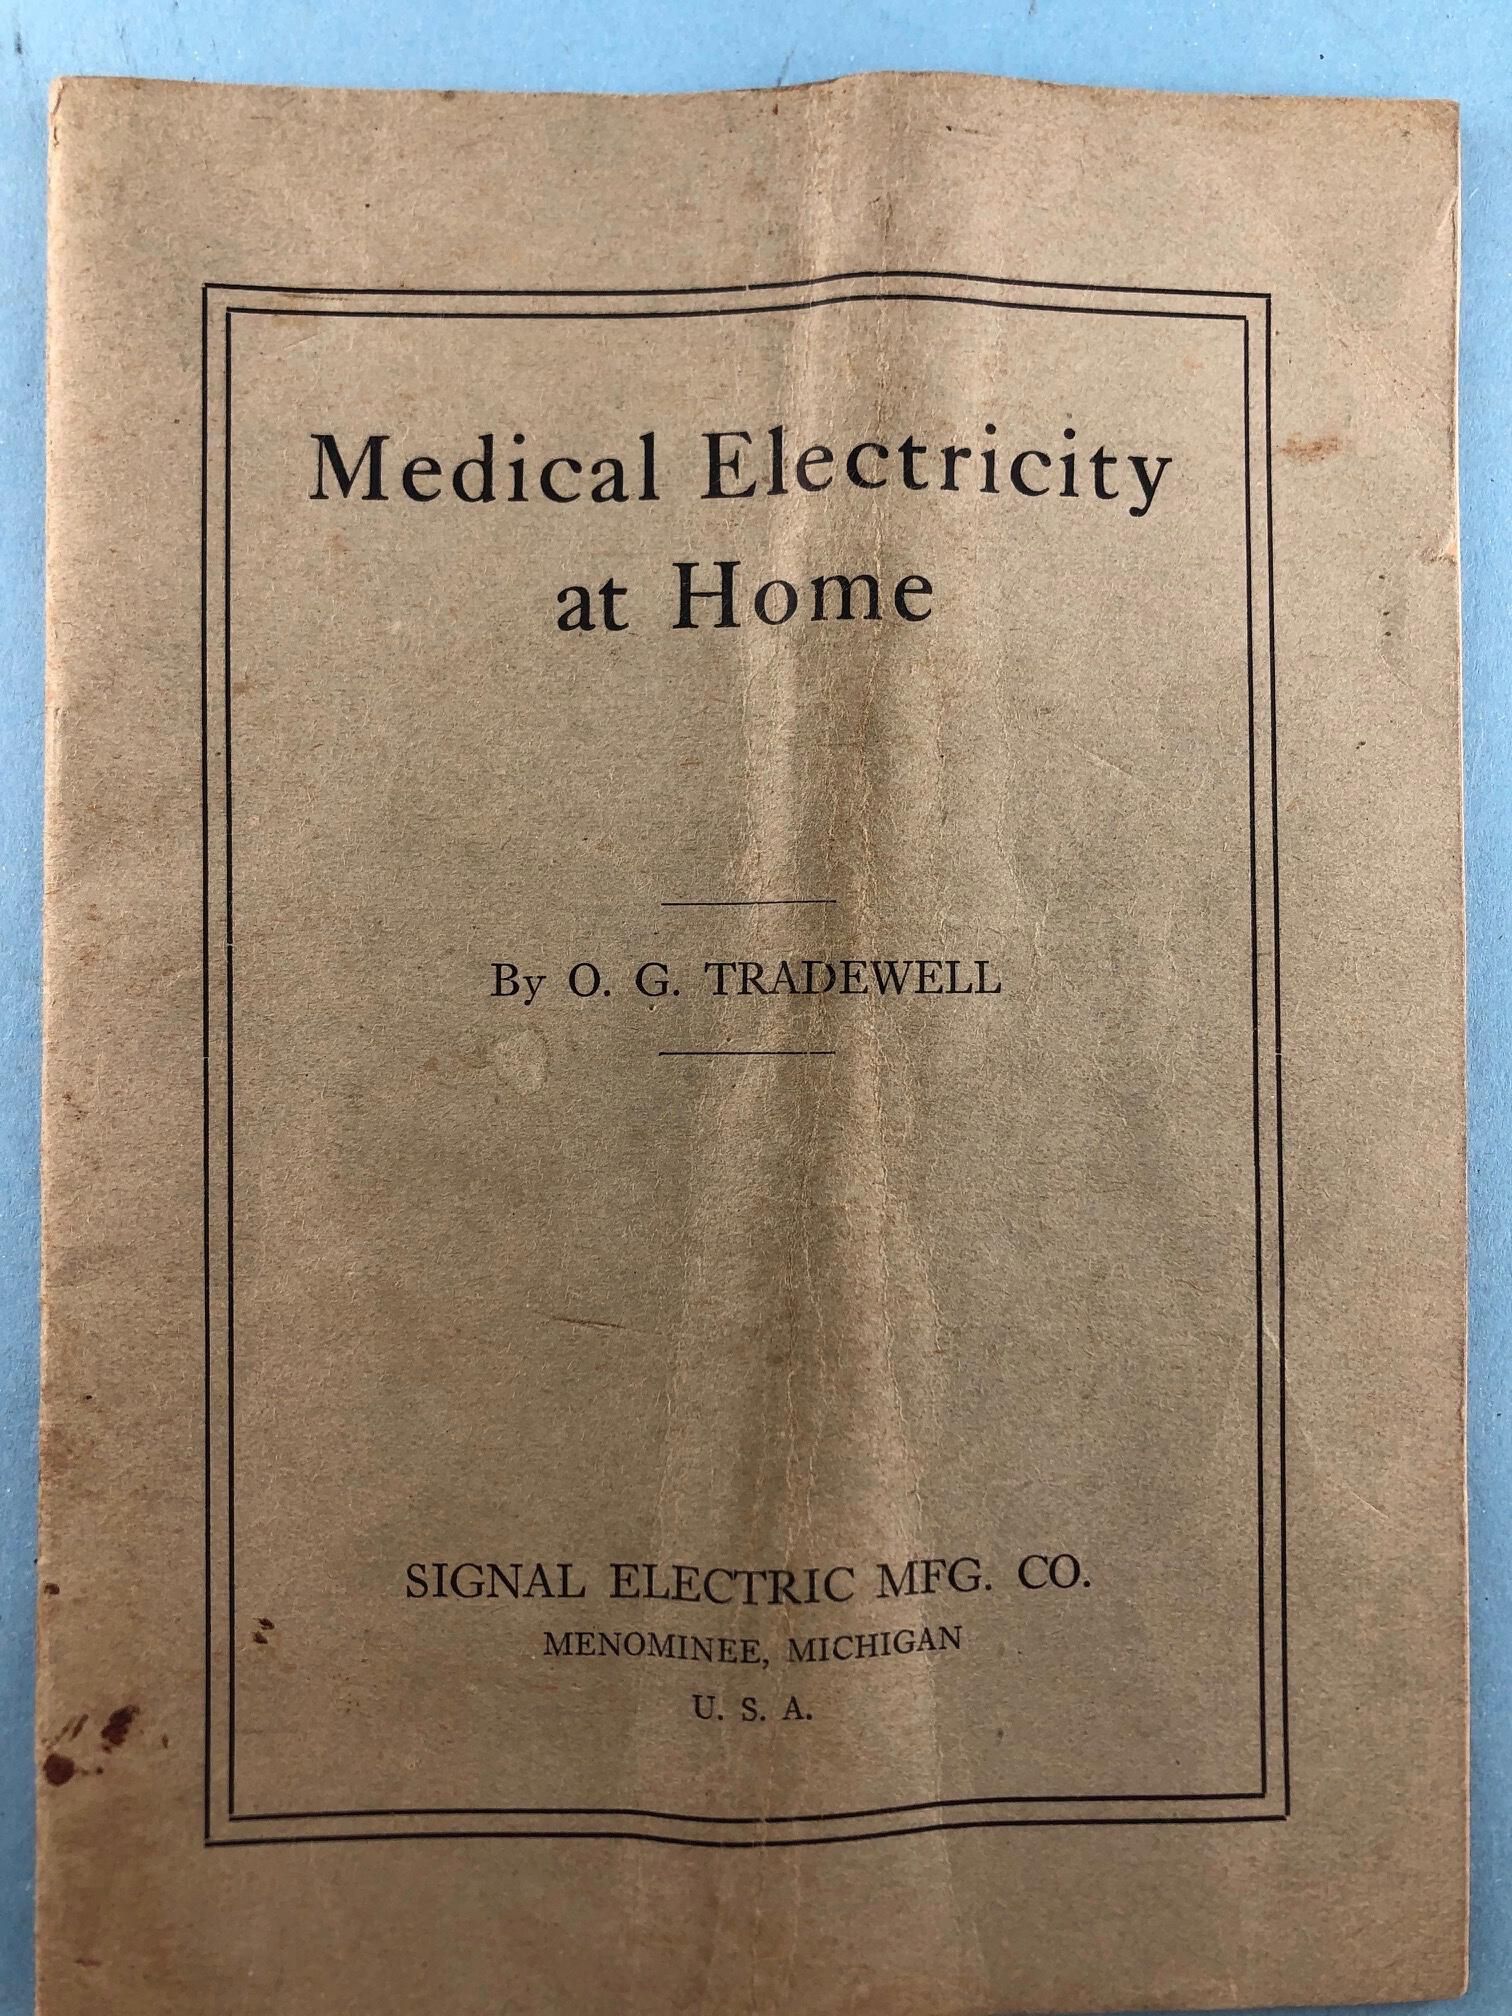 Medical Electricity
at Home
By O. G. TRADEWELL
SIGNAL ELECTRIC MFG. CO.
MENOMINEE, MICHIGAN
U. S. A.